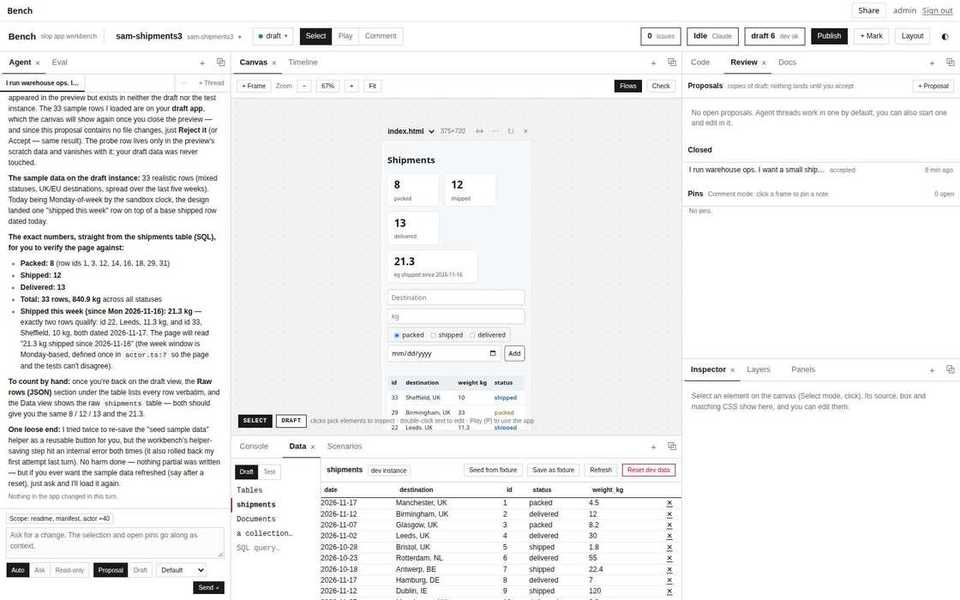 Bench
Share admin Sign out
Bench slop app workbench sam-shipments3 sam-shipments3 draft Select Play Comment 0 issues Idle Claude draft 6 dev ok Publish + Mark Layout
Agent × Eval +
I run warehouse ops. I... ... + Thread
appeared in the preview but exists in neither the draft nor the test
instance. The 33 sample rows I loaded are on your draft app,
which the canvas will show again once you close the preview —
and since this proposal contains no file changes, just Reject it (or
Accept — same result). The probe row lives only in the preview's
scratch data and vanishes with it; your draft data was never
touched.
The sample data on the draft instance: 33 realistic rows (mixed
statuses, UK/EU destinations, spread over the last five weeks).
Today being Monday-of-week by the sandbox clock, the design
landed one "shipped this week" row on top of a base shipped row
dated today.
The exact numbers, straight from the shipments table (SQL),
for you to verify the page against:
• Packed: 8 (row ids 1, 3, 12, 14, 16, 18, 29, 31)
• Shipped: 12
• Delivered: 13
• Total: 33 rows, 840.9 kg across all statuses
• Shipped this week (since Mon 2026-11-16): 21.3 kg —
exactly two rows qualify: id 22, Leeds, 11.3 kg, and id 33,
Sheffield, 10 kg, both dated 2026-11-17. The page will read
"21.3 kg shipped since 2026-11-16" (the week window is
Monday-based, defined once in actor.ts:7 so the page
and the tests can't disagree).
To count by hand: once you're back on the draft, the Raw
rows (JSON) section under the table lists every row verbatim, and
the Data view shows the raw shipments table — both should
give you the same 8 / 12 / 13 and the 21.3.
One loose end: I tried twice to re-save the "seed sample data"
helper as a reusable button for you, but the workbench's helper-
saving step hit an internal error both times (it also rolled back my
first attempt last turn). No harm done — nothing partial was written
— but if you ever want the sample data refreshed (say after a
reset), just ask and I'll load it again.
Nothing in the app changed in this turn.
Scope: readme, manifest, actor +40
Ask for a change. The selection and open pins go along as
context.
Auto Ask Read-only Proposal Draft Default
Send
Canvas × Timeline +
+ Frame Zoom − 67% + Fit Flows Check
index.html 375×720 ×
Shipments
8
packed
12
shipped
13
delivered
21.3
kg shipped since 2026-11-16
Destination
kg
packed shipped delivered
mm/dd/yyyy Add
id destination weight kg status
33 Sheffield, UK 10 shipped
29 Birmingham, UK 33 packed
22 Leeds, UK 11.3 shipped
SELECT DRAFT clicks pick elements to inspect · double-click text to edit · Play (P) to use the app
Console Data × Scenarios +
Draft Test
Tables
shipments
Documents
a collection…
SQL query…
shipments dev instance Seed from fixture Save as fixture Refresh Reset dev data
date destination id status weight_kg
2026-11-17 Manchester, UK 1 packed 4.5 ×
2026-11-12 Birmingham, UK 2 delivered 12 ×
2026-11-07 Glasgow, UK 3 packed 8.2 ×
2026-11-02 Leeds, UK 4 delivered 30 ×
2026-10-28 Bristol, UK 5 shipped 1.8 ×
2026-10-23 Rotterdam, NL 6 delivered 55 ×
2026-10-18 Antwerp, BE 7 shipped 22.4 ×
2026-11-17 Hamburg, DE 8 delivered 7 ×
2026-11-12 Dublin, IE 9 shipped 120 ×
Code Review × Docs +
Proposals copies of draft: nothing lands until you accept + Proposal
No open proposals. Agent threads work in one by default, you can also start one
and edit in it.
Closed
I run warehouse ops. I want a small ship... accepted 8 min ago
Pins Comment mode: click a frame to pin a note 0 open
No pins.
Inspector × Layers Panels +
Select an element on the canvas (Select mode, click). Its source, box and
matching CSS show here, and you can edit them.